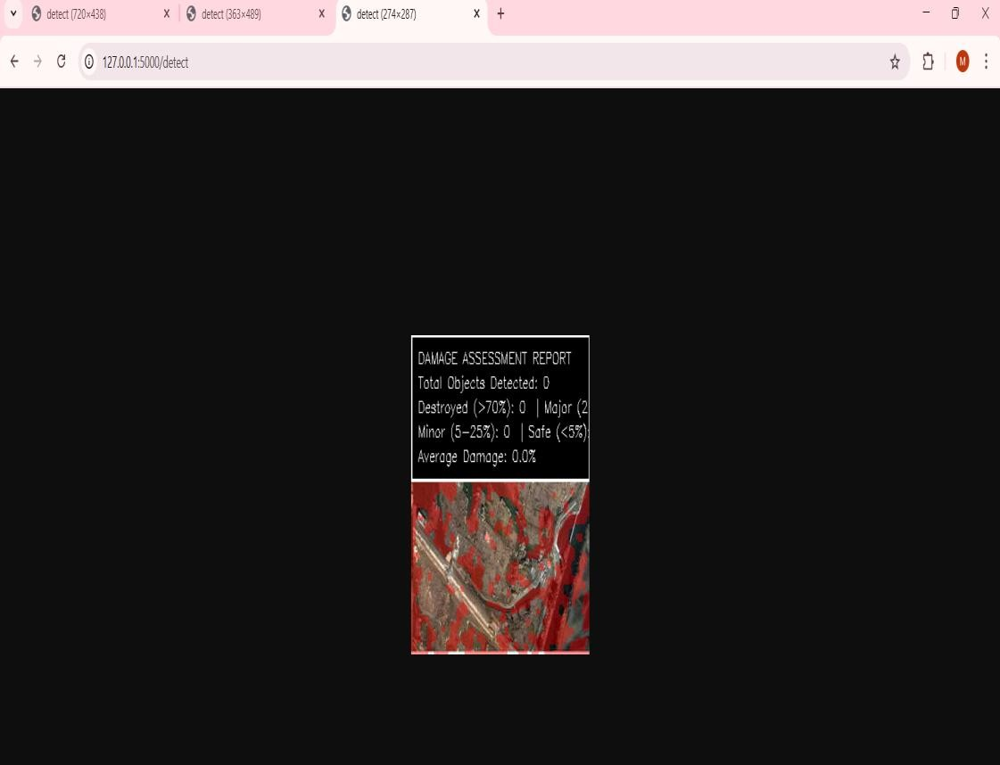 detect (720×438)
detect (363×489)
detect (274×287)
127.0.0.1:5000/detect
M
DAMAGE ASSESSMENT REPORT
Total Objects Detected: 0
Destroyed (>70%): 0 | Major (2
Minor (5-25%): 0 | Safe (<5%):
Average Damage: 0.0%